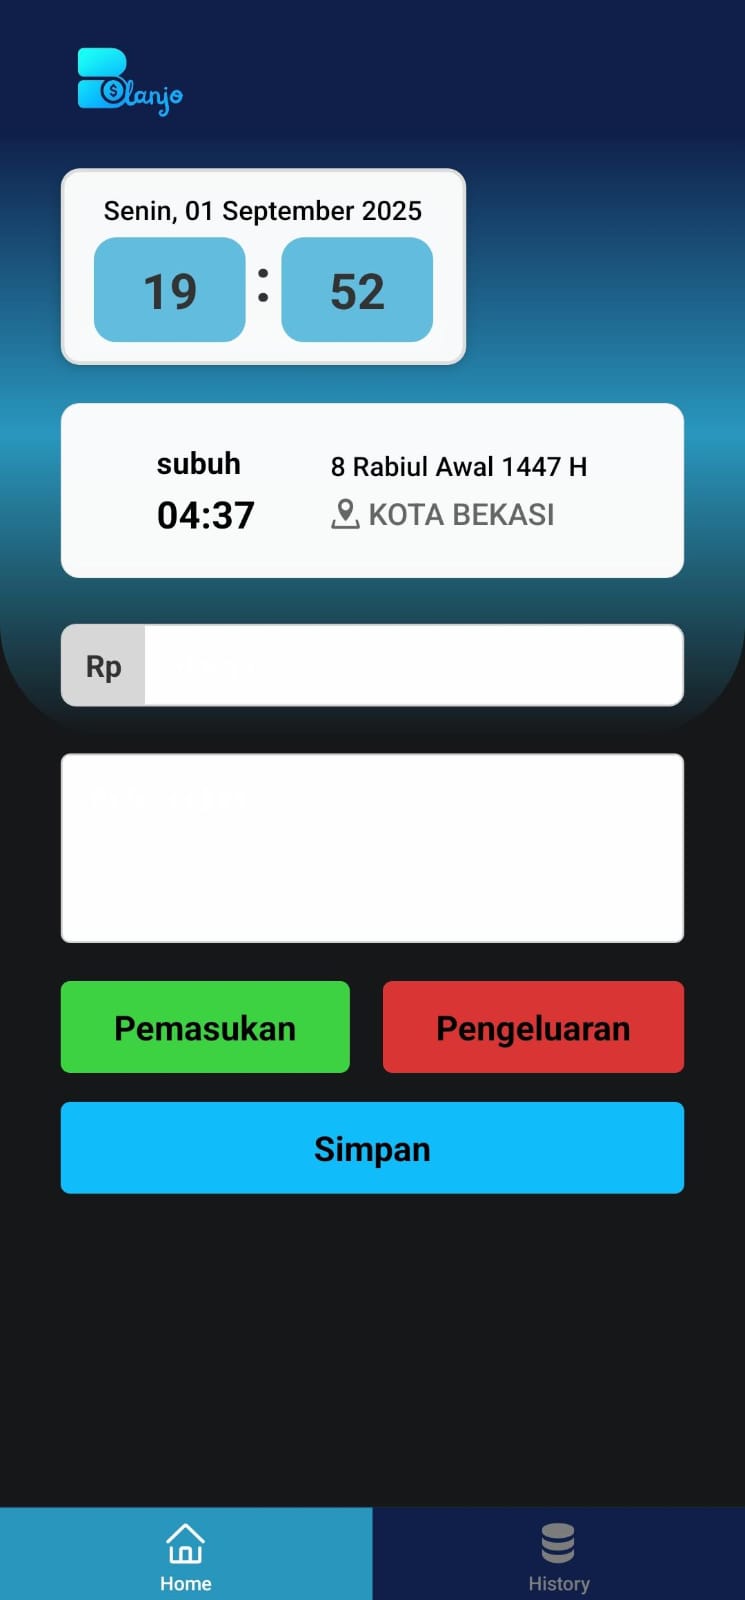 Blanjo
Senin, 01 September 2025
19 : 52
subuh
04:37
8 Rabiul Awal 1447 H
KOTA BEKASI
Rp
Pemasukan
Pengeluaran
Simpan
Home
History